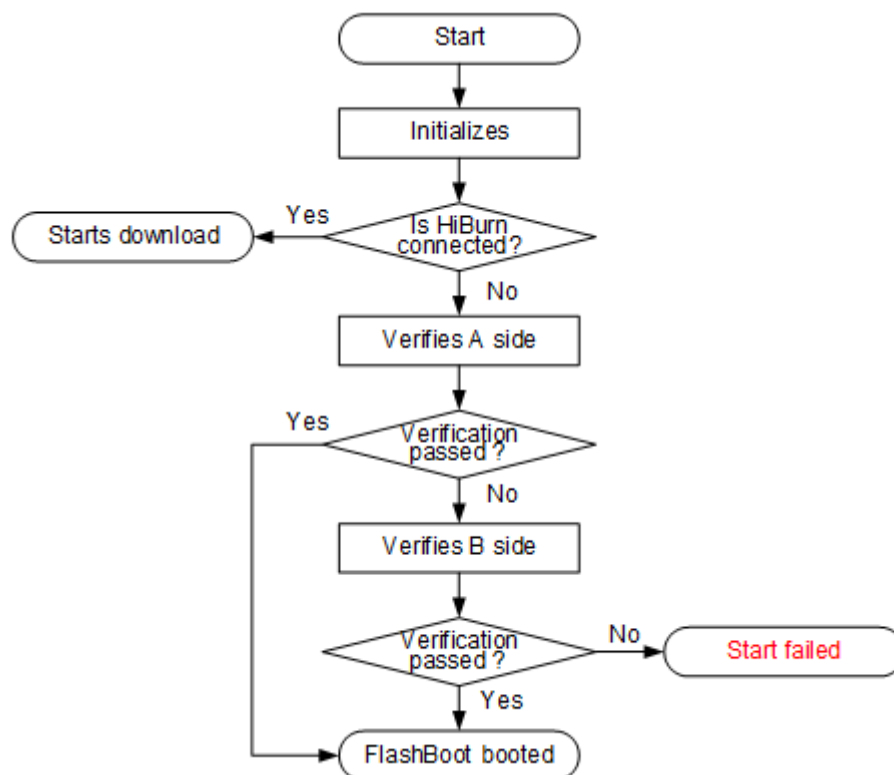 Start
Initializes
Yes
Is HiBurn
connected?
Starts download
No
Verifies A side
Yes
Verification
passed ?
No
Verifies B side
Verification
passed ?
No
Start failed
Yes
FlashBoot booted